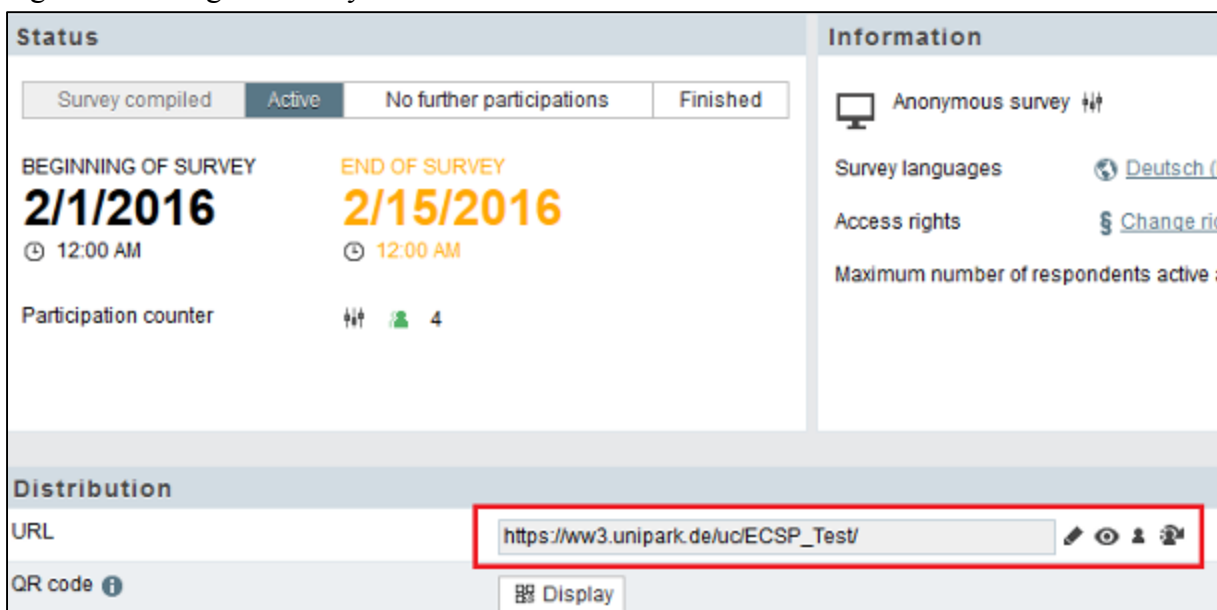 Status
Survey compiled Active No further participations Finished
BEGINNING OF SURVEY END OF SURVEY
2/1/2016 2/15/2016
12:00 AM 12:00 AM
Participation counter 4
Information
Anonymous survey
Survey languages Deutsch (
Access rights § Change
Maximum number of respondents active
Distribution
URL https://ww3.unipark.de/uc/ECSP_Test/
QR code Display